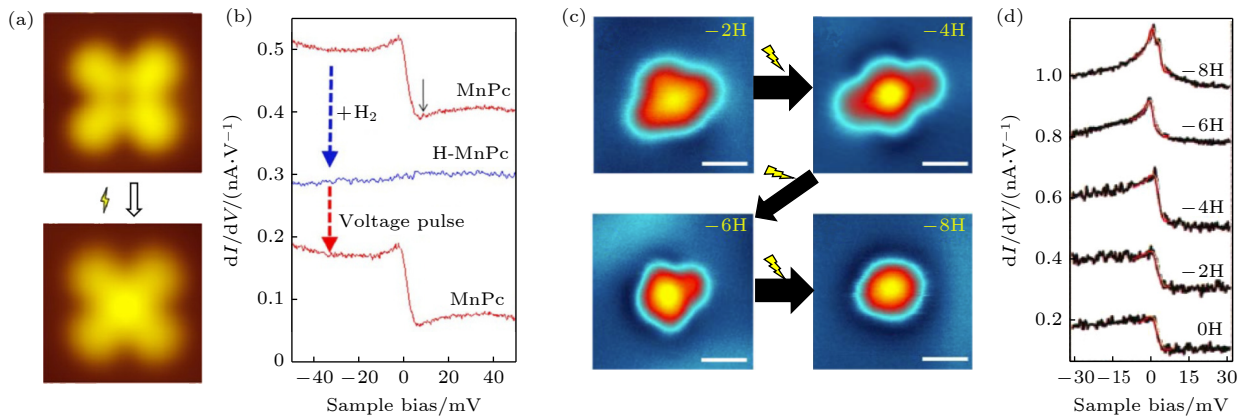 (a)
(b)
0.5
0.4
0.3
0.2
0.1
0
MnPc
+H₂
H-MnPc
Voltage pulse
MnPc
−40 −20 0 20 40
Sample bias/mV
dI/dV/(nA·V⁻¹)
(c)
−2H
−4H
−6H
−8H
(d)
1.0
0.8
0.6
0.4
0.2
−8H
−6H
−4H
−2H
0H
−30 −15 0 15 30
Sample bias/mV
dI/dV/(nA·V⁻¹)